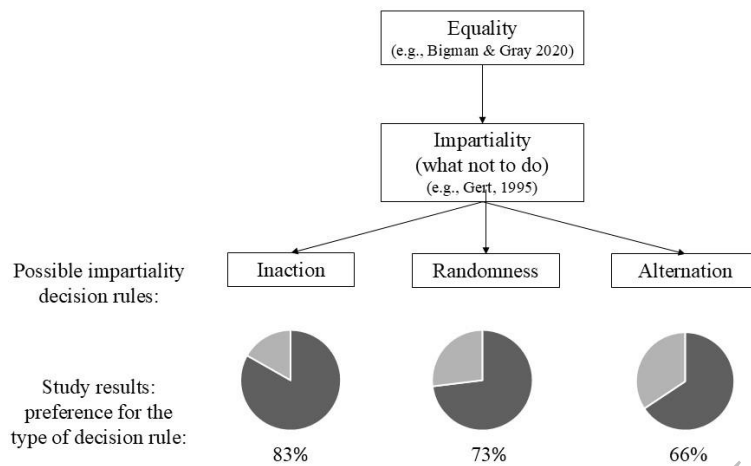 Equality
(e.g., Bigman & Gray 2020)
Impartiality
(what not to do)
(e.g., Gert, 1995)
Possible impartiality
decision rules:
Inaction
Randomness
Alternation
Study results:
preference for the
type of decision rule:
83%
73%
66%